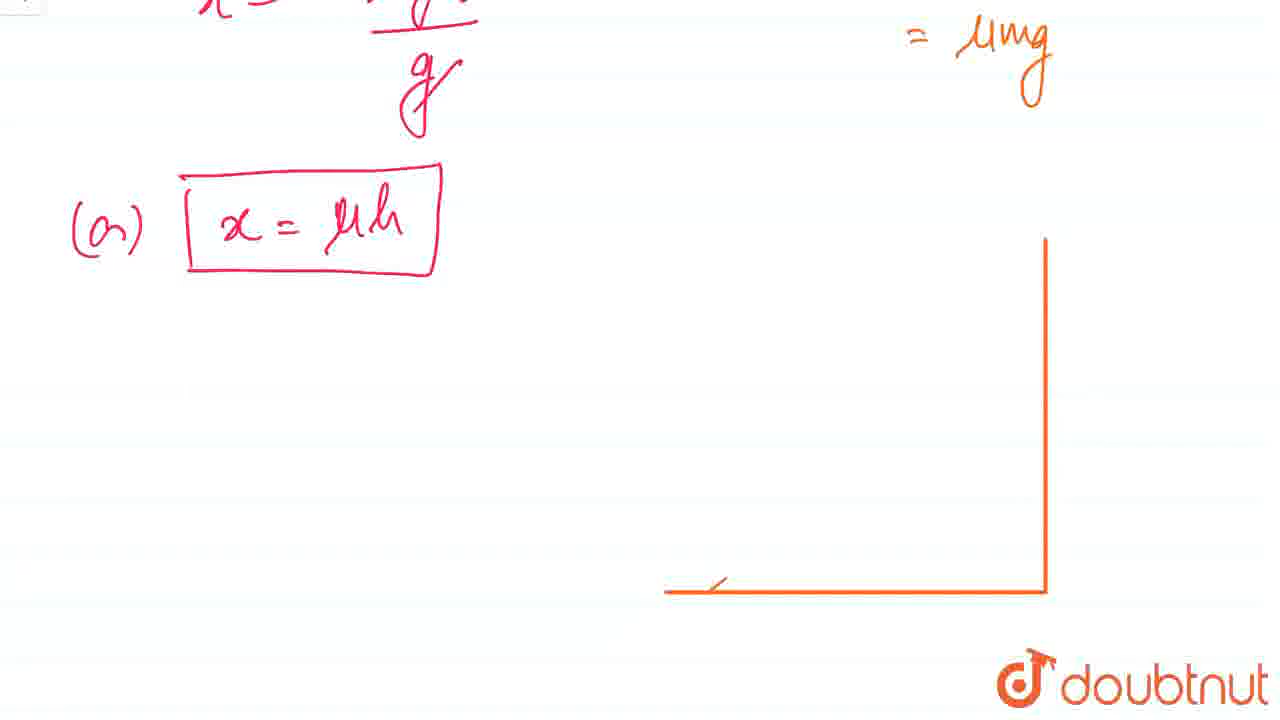 x =
g
= μmg
(a) x = μh
doubtnut